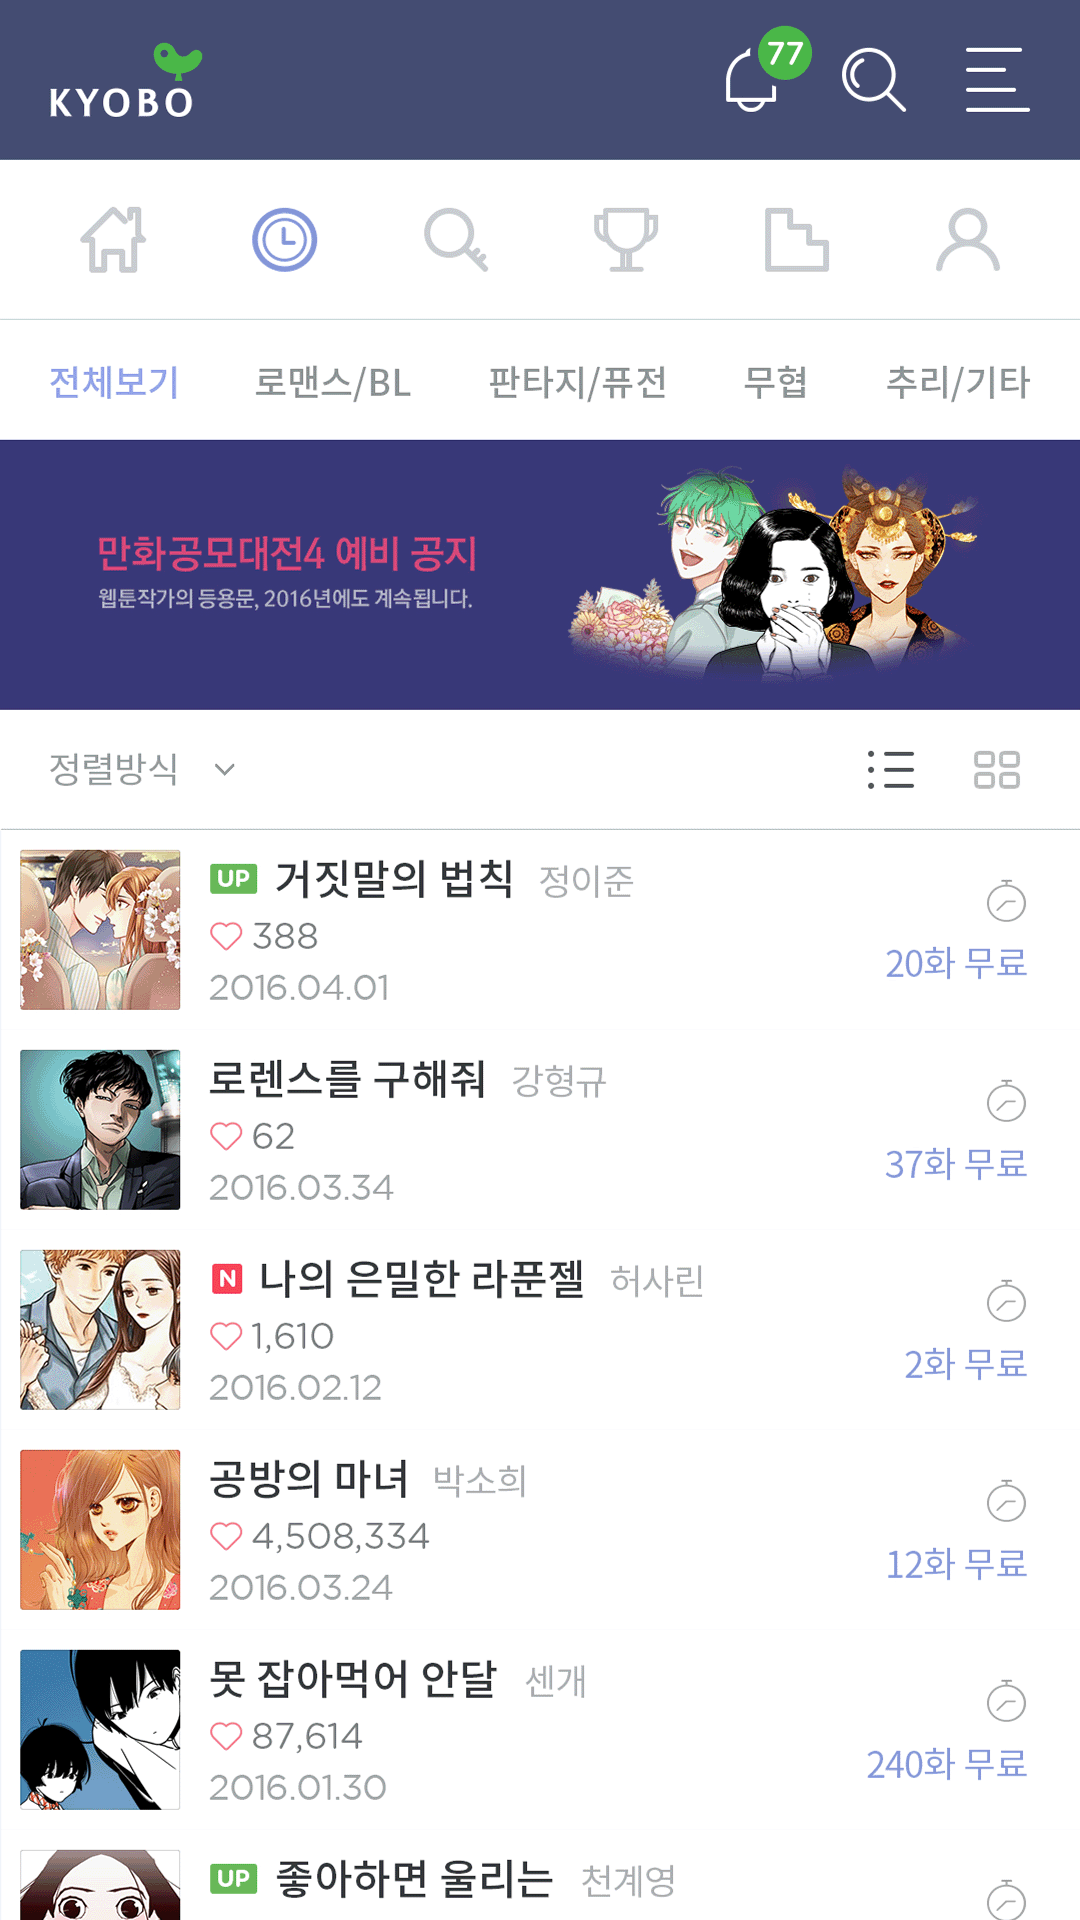 KYOBO
77
전체보기 로맨스/BL 판타지/퓨전 무협 추리/기타
만화공모대전4 예비 공지
웹툰작가의 등용문, 2016년에도 계속됩니다.
정렬방식
UP 거짓말의 법칙 정이준
388
2016.04.01
20화 무료
로렌스를 구해줘 강형규
62
2016.03.34
37화 무료
N 나의 은밀한 라푼젤 허사린
1,610
2016.02.12
2화 무료
공방의 마녀 박소희
4,508,334
2016.03.24
12화 무료
못 잡아먹어 안달 센개
87,614
2016.01.30
240화 무료
UP 좋아하면 울리는 천계영